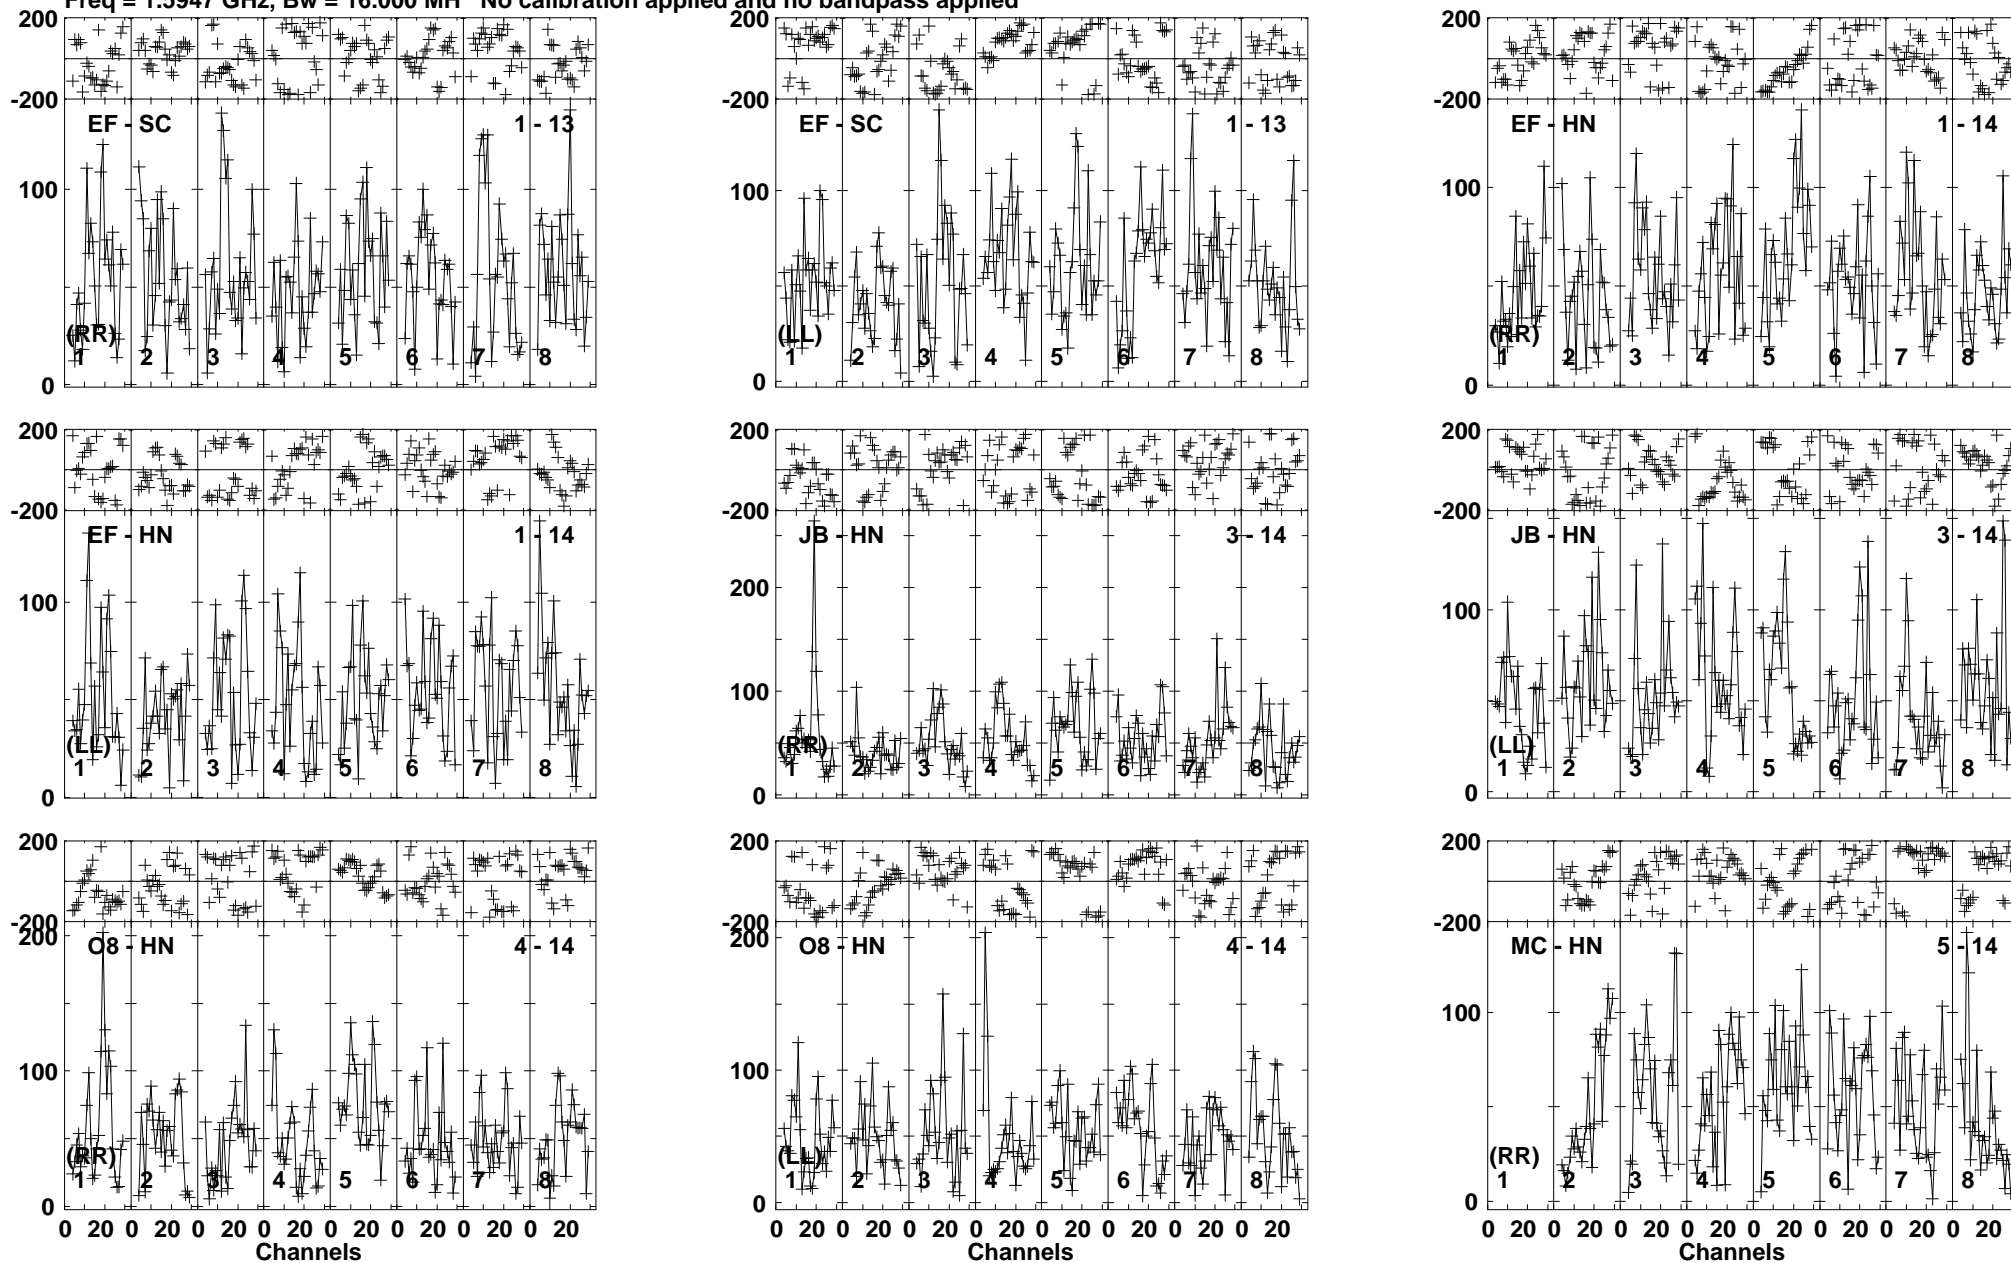 Freq = 1.5947 GHz, Bw = 16.000 MH No calibration applied and no bandpass applied
200 200 200
-200 -200 -200
EF - SC 1 - 13 EF - SC 1 - 13 EF - HN 1 - 14
100 100 100
(RR) (LL) (RR)
1 2 3 4 5 6 7 8 1 2 3 4 5 6 7 8 1 2 3 4 5 6 7 8
0 0 0
200 200 200
-200 -200 -200
EF - HN 1 - 14 JB - HN 3 - 14 JB - HN 3 - 14
200
100 100 100
(LL) (RR) (LL)
1 2 3 4 5 6 7 8 1 2 3 4 5 6 7 8 1 2 3 4 5 6 7 8
0 0 0
200 200 200
-200 -200 -200
200 200
O8 - HN 4 - 14 O8 - HN 4 - 14 MC - HN 5 - 14
100 100 100
(RR) (LL) (RR)
1 2 3 4 5 6 7 8 1 2 3 4 5 6 7 8 1 2 3 4 5 6 7 8
0 0 0
0 20 0 20 0 20 0 20 0 20 0 20 0 20 0 20 0 20 0 20 0 20 0 20 0 20 0 20 0 20 0 20 0 20 0 20 0 20 0 20 0 20 0 20 0 20 0 20
Channels Channels Channels